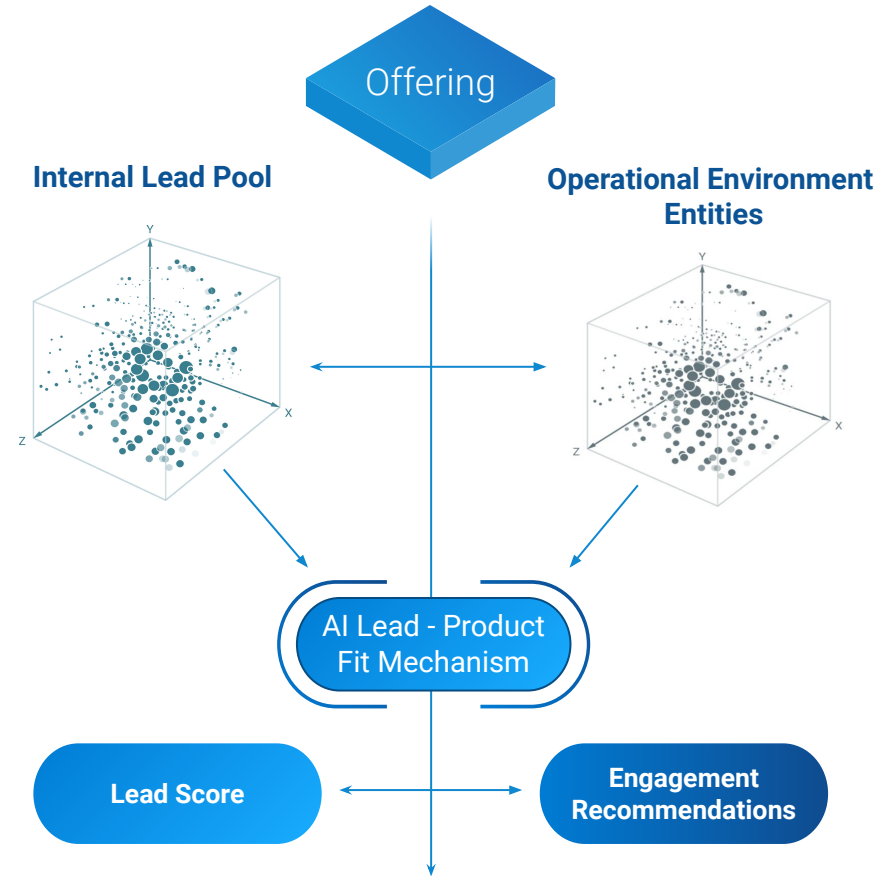 Offering
Internal Lead Pool
Operational Environment
Entities
Y
X
Z
Y
X
Z
AI Lead - Product
Fit Mechanism
Lead Score
Engagement
Recommendations